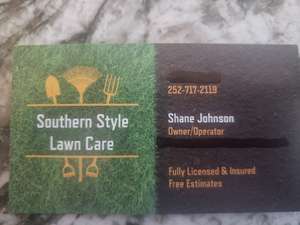 Southern Style
Lawn Care
252-717-2119
Shane Johnson
Owner/Operator
Fully Licensed & Insured
Free Estimates